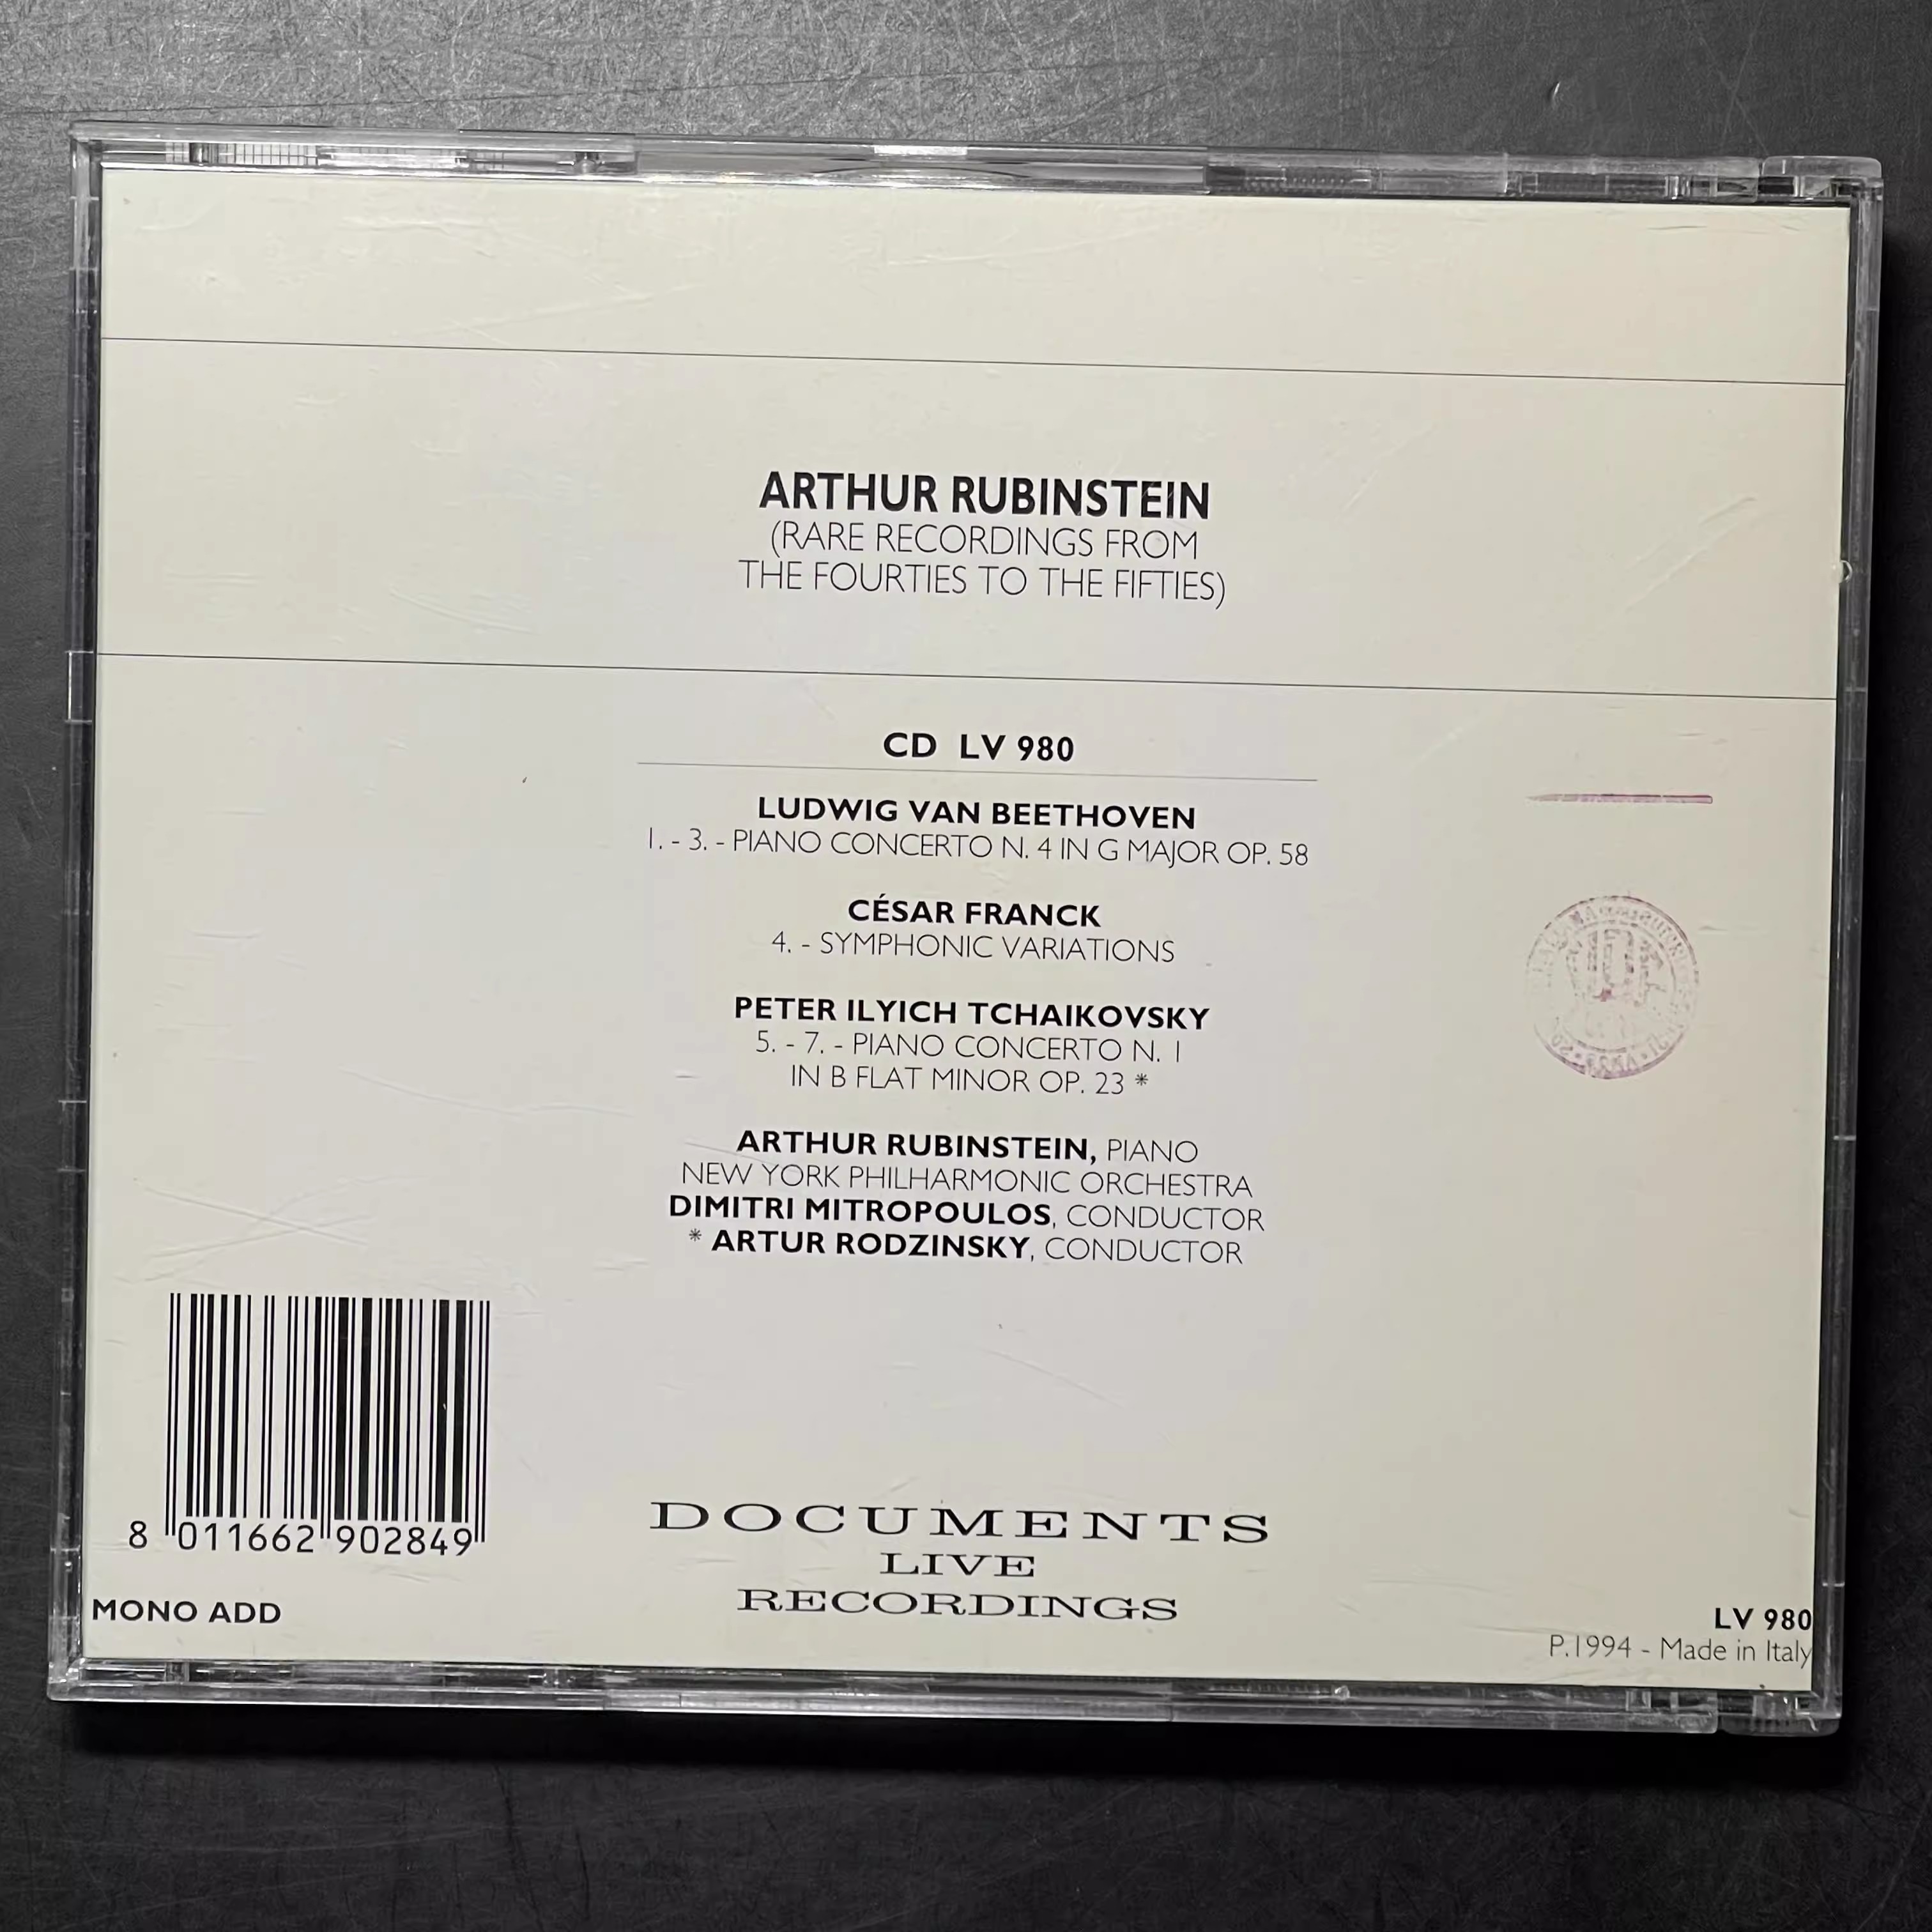 ARTHUR RUBINSTEIN
(RARE RECORDINGS FROM
THE FOURTIES TO THE FIFTIES)
CD LV 980
LUDWIG VAN BEETHOVEN
1. - 3. - PIANO CONCERTO N. 4 IN G MAJOR OP. 58
CÉSAR FRANCK
4. - SYMPHONIC VARIATIONS
PETER ILYICH TCHAIKOVSKY
5. - 7. - PIANO CONCERTO N. 1
IN B FLAT MINOR OP. 23 *
ARTHUR RUBINSTEIN, PIANO
NEW YORK PHILHARMONIC ORCHESTRA
DIMITRI MITROPOULOS, CONDUCTOR
* ARTUR RODZINSKY, CONDUCTOR
8 011662 902849
DOCUMENTS
LIVE
RECORDINGS
MONO ADD
LV 980
P.1994 - Made in Italy